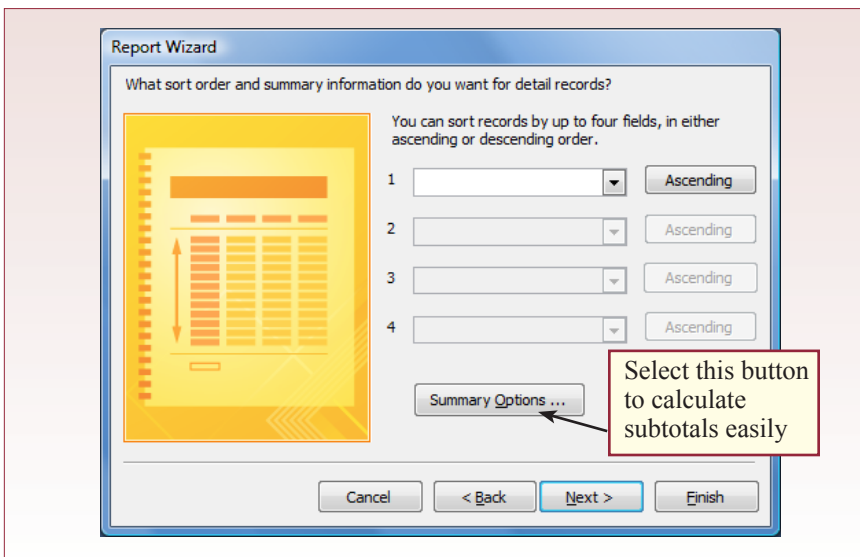 Report Wizard
What sort order and summary information do you want for detail records?
You can sort records by up to four fields, in either
ascending or descending order.
1 Ascending
2 Ascending
3 Ascending
4 Ascending
Select this button
to calculate
subtotals easily
Summary Options ...
Cancel < Back Next > Finish